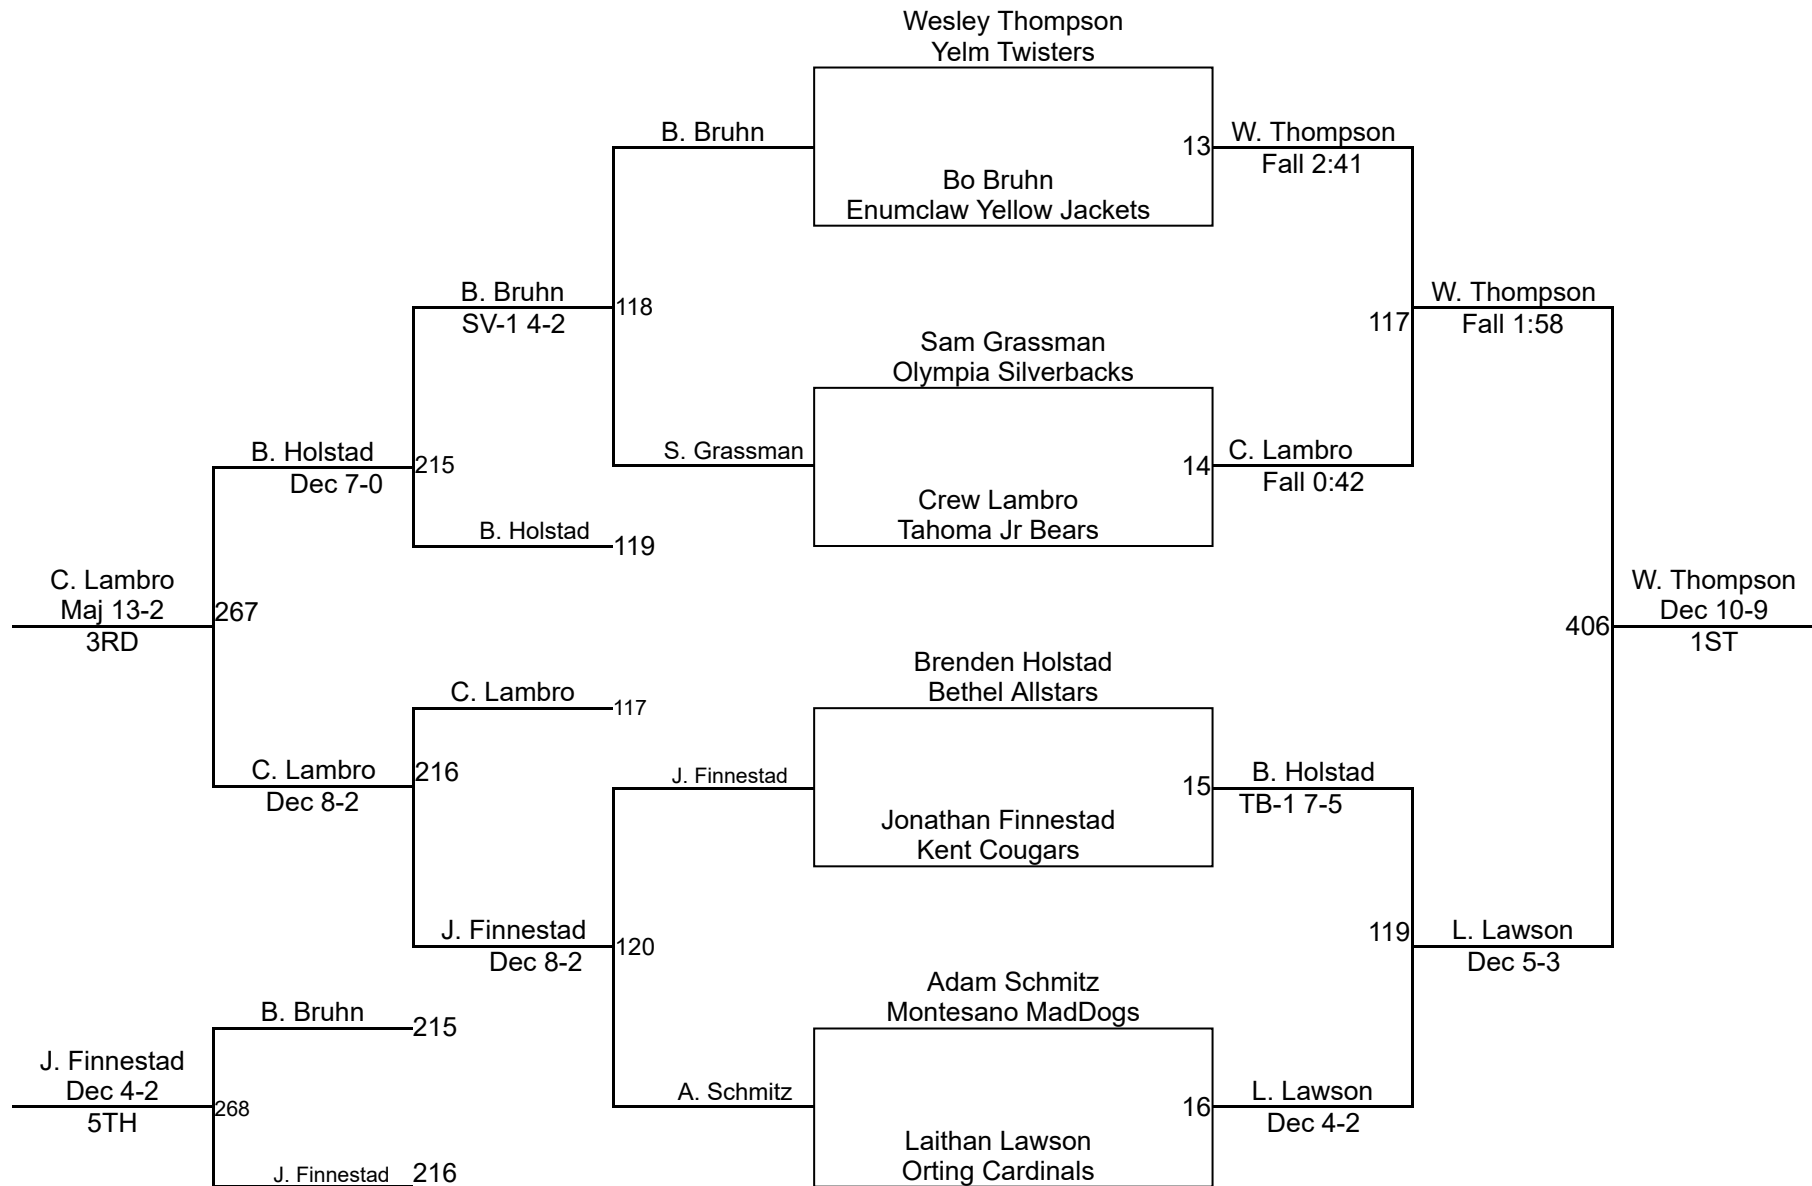 Wesley Thompson
Yelm Twisters
B. Bruhn
13
W. Thompson
Fall 2:41
Bo Bruhn
Enumclaw Yellow Jackets
B. Bruhn
SV-1 4-2
118
117
W. Thompson
Fall 1:58
Sam Grassman
Olympia Silverbacks
B. Holstad
Dec 7-0
215
S. Grassman
14
C. Lambro
Fall 0:42
Crew Lambro
Tahoma Jr Bears
B. Holstad
119
C. Lambro
Maj 13-2
3RD
267
406
W. Thompson
Dec 10-9
1ST
Brenden Holstad
Bethel Allstars
C. Lambro
117
C. Lambro
Dec 8-2
216
J. Finnestad
15
B. Holstad
TB-1 7-5
Jonathan Finnestad
Kent Cougars
J. Finnestad
Dec 8-2
120
119
L. Lawson
Dec 5-3
Adam Schmitz
Montesano MadDogs
B. Bruhn
215
J. Finnestad
Dec 4-2
5TH
268
A. Schmitz
16
L. Lawson
Dec 4-2
Laithan Lawson
Orting Cardinals
J. Finnestad
216